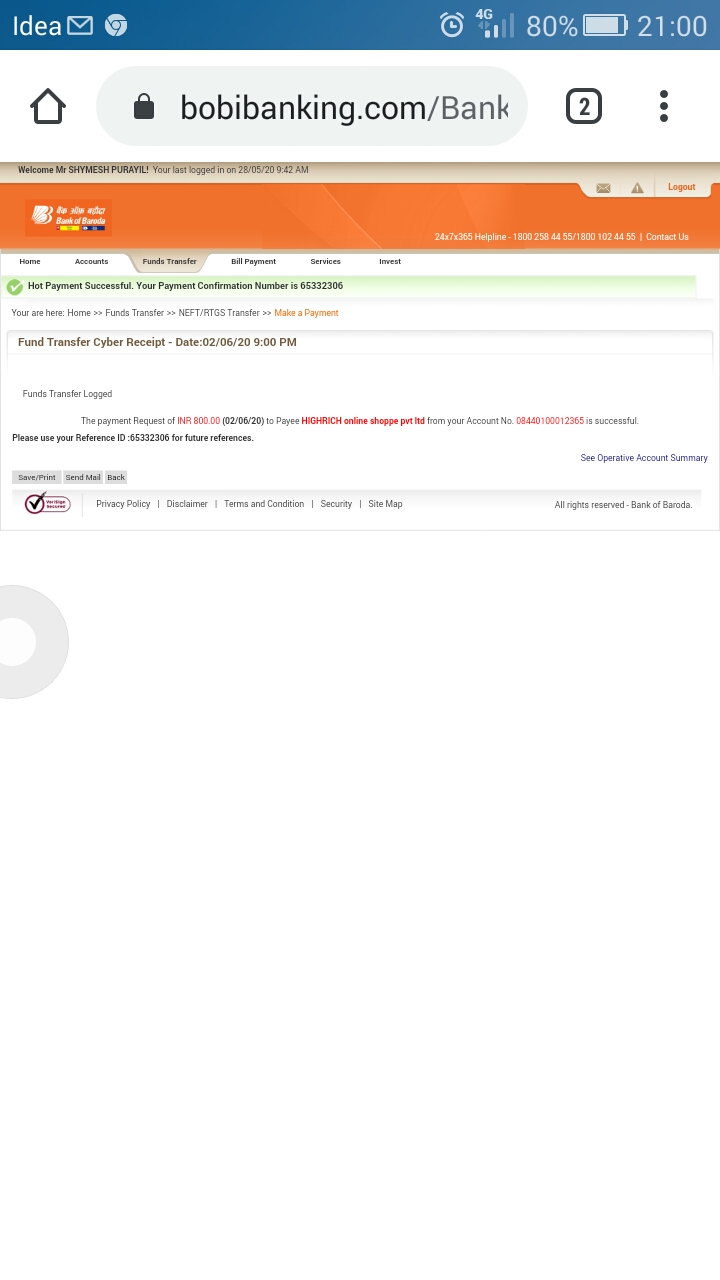 Idea 4G 80% 21:00
bobibanking.com/Bank
2
Welcome Mr SHYMESH PURAYIL! Your last logged in on 28/05/20 9:42 AM
Logout
बैंक ऑफ़ बड़ौदा
Bank of Baroda
24x7x365 Helpline - 1800 258 44 55/1800 102 44 55 | Contact Us
Home Accounts Funds Transfer Bill Payment Services Invest
Hot Payment Successful. Your Payment Confirmation Number is 65332306
You are here: Home >> Funds Transfer >> NEFT/RTGS Transfer >> Make a Payment
Fund Transfer Cyber Receipt - Date:02/06/20 9:00 PM
Funds Transfer Logged
The payment Request of INR 800.00 (02/06/20) to Payee HIGHRICH online shoppe pvt ltd from your Account No. 08440100012365 is successful.
Please use your Reference ID :65332306 for future references.
See Operative Account Summary
Save/Print Send Mail Back
VeriSign Secured
Privacy Policy | Disclaimer | Terms and Condition | Security | Site Map
All rights reserved - Bank of Baroda.